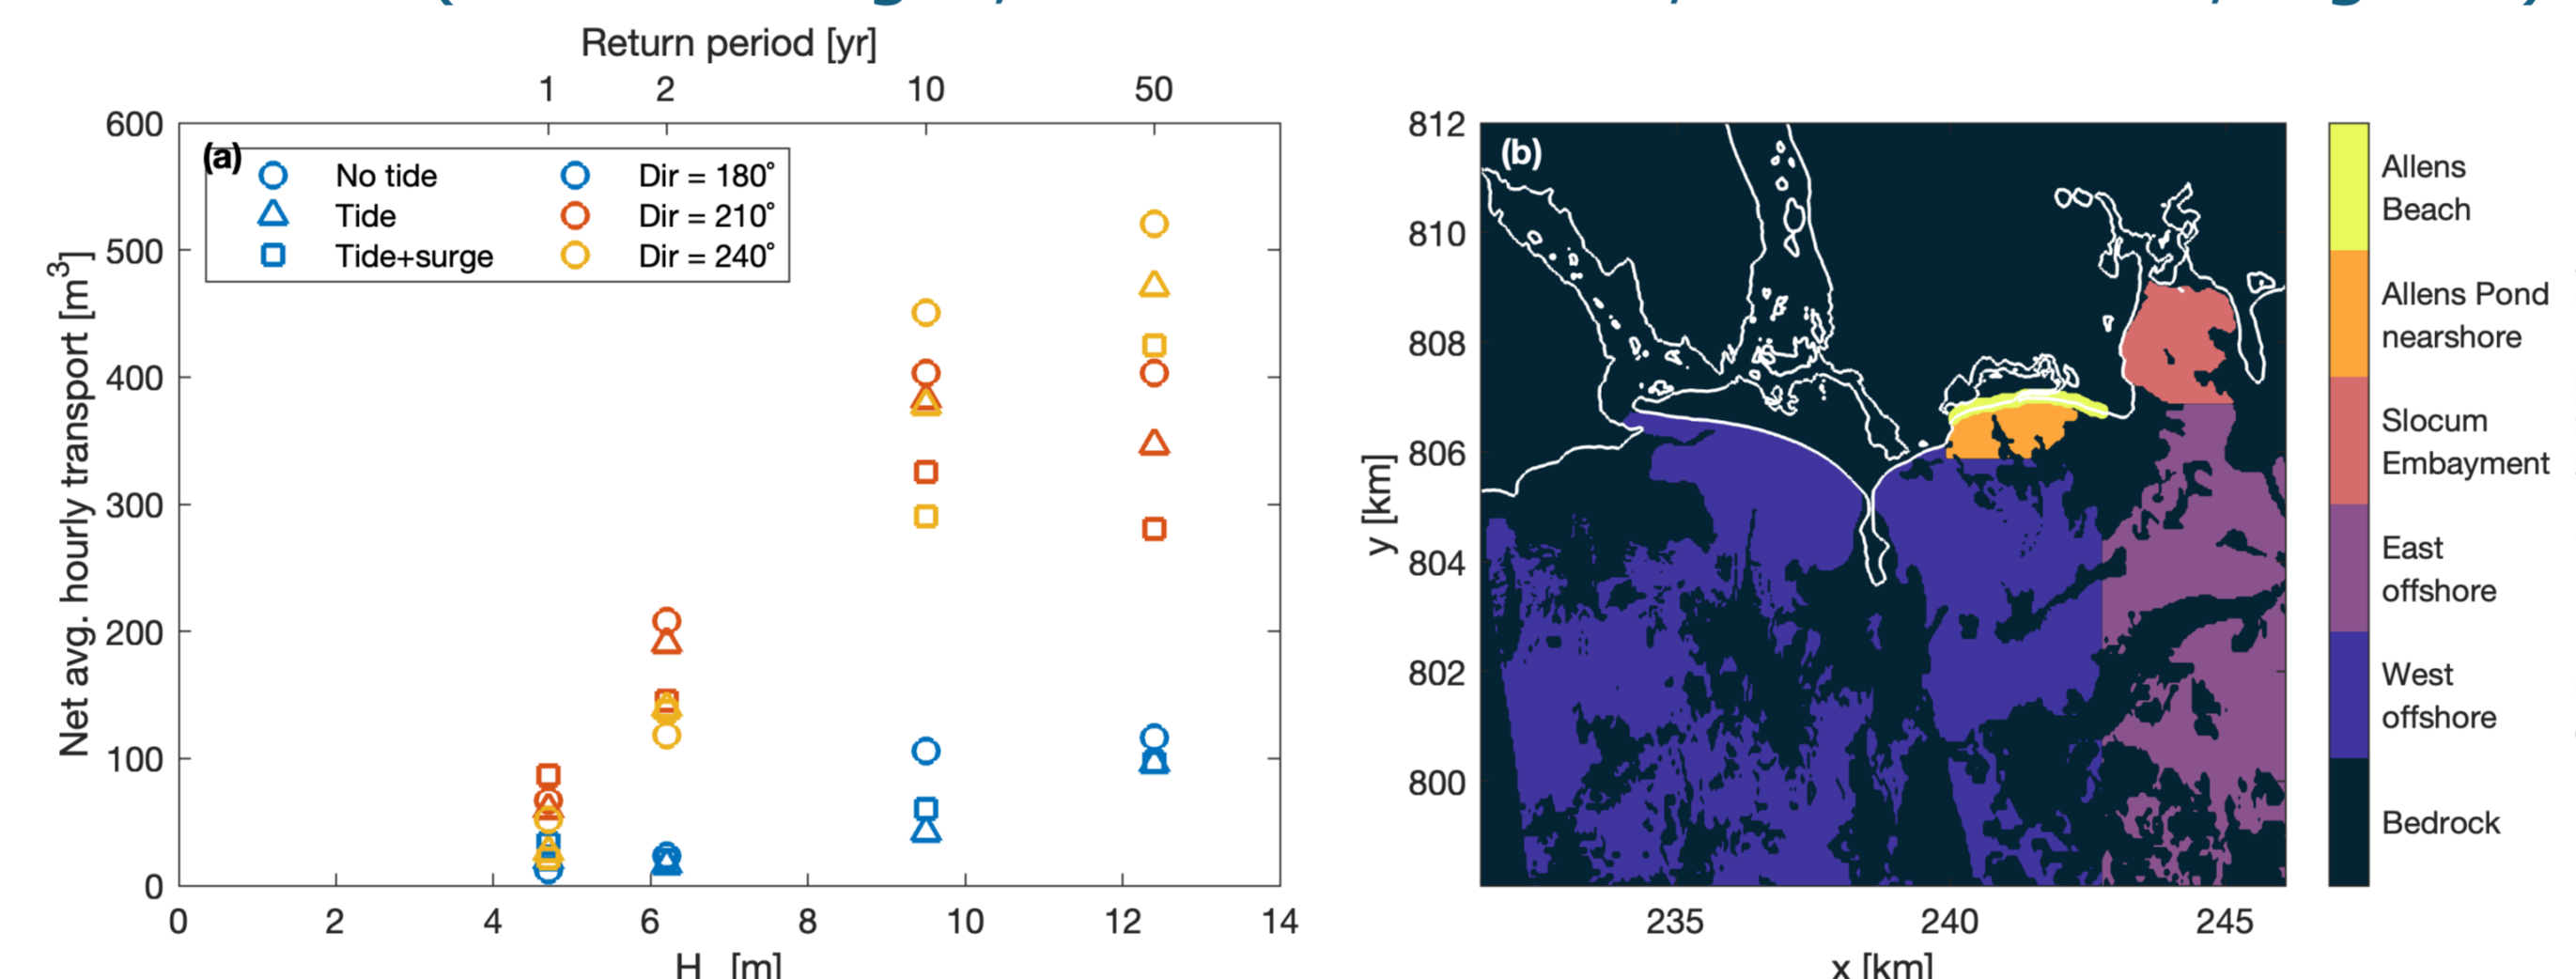 Return period [yr]
1 2 10 50
600
500
400
300
200
100
0
Net avg. hourly transport [m³]
(a)
No tide Dir = 180°
Tide Dir = 210°
Tide+surge Dir = 240°
0 2 4 6 8 10 12 14
H [m]
812
810
808
806
804
802
800
y [km]
(b)
235 240 245
x [km]
Allens
Beach
Allens Pond
nearshore
Slocum
Embayment
East
offshore
West
offshore
Bedrock